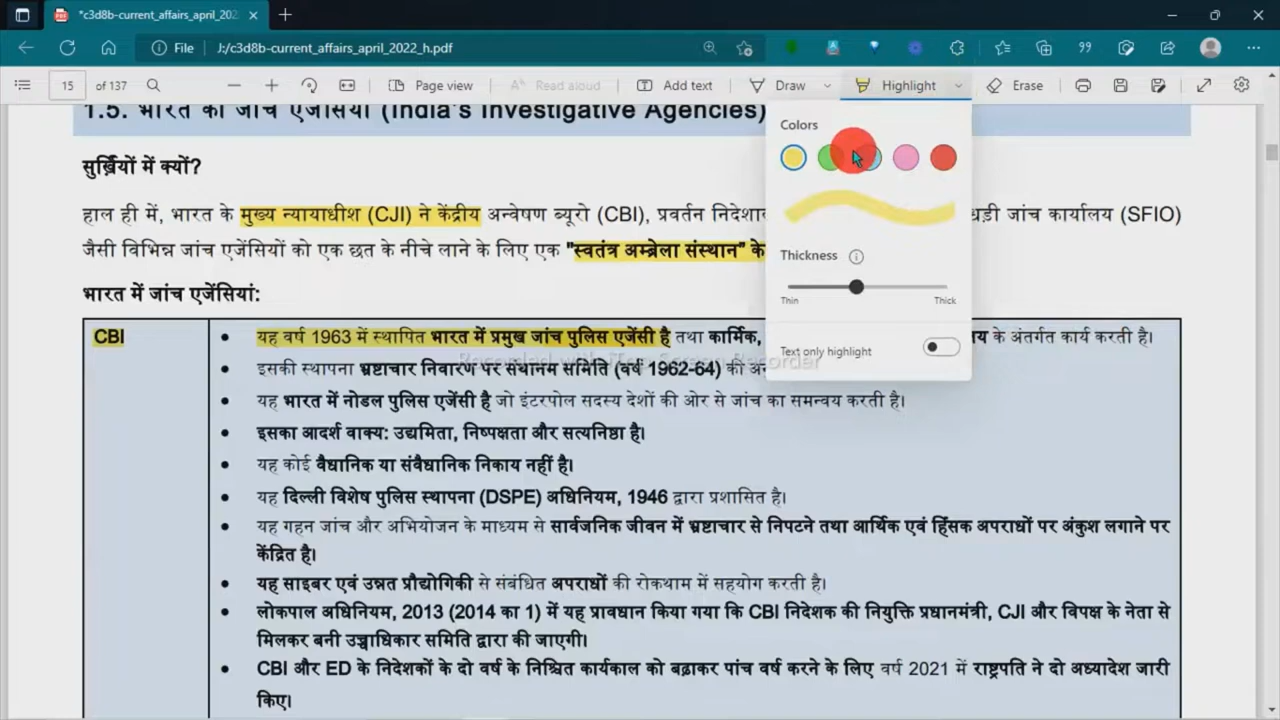 *c3d8b-current_affairs_april_202
File
J:/c3d8b-current_affairs_april_2022_h.pdf
15 of 137
Page view
Read aloud
Add text
Draw
Highlight
Erase
1.5. भारत की जांच एजेंसियां (India's Investigative Agencies)
Colors
सुर्ख़ियों में क्यों?
हाल ही में, भारत के मुख्य न्यायाधीश (CJI) ने केंद्रीय अन्वेषण ब्यूरो (CBI), प्रवर्तन निदेशा धड़ी जांच कार्यालय (SFIO)
जैसी विभिन्न जांच एजेंसियों को एक छत के नीचे लाने के लिए एक "स्वतंत्र अम्ब्रेला संस्थान" के
Thickness
Thin Thick
भारत में जांच एजेंसियां:
Text only highlight
CBI
यह वर्ष 1963 में स्थापित भारत में प्रमुख जांच पुलिस एजेंसी है तथा कार्मिक, के अंतर्गत कार्य करती है।
Recorded with iTop Screen Recorder
इसकी स्थापना भ्रष्टाचार निवारण पर संथानम समिति (वर्ष 1962-64) की
यह भारत में नोडल पुलिस एजेंसी है जो इंटरपोल सदस्य देशों की ओर से जांच का समन्वय करती है।
इसका आदर्श वाक्य: उद्यमिता, निष्पक्षता और सत्यनिष्ठा है।
यह कोई वैधानिक या संवैधानिक निकाय नहीं है।
यह दिल्ली विशेष पुलिस स्थापना (DSPE) अधिनियम, 1946 द्वारा प्रशासित है।
यह गहन जांच और अभियोजन के माध्यम से सार्वजनिक जीवन में भ्रष्टाचार से निपटने तथा आर्थिक एवं हिंसक अपराधों पर अंकुश लगाने पर
केंद्रित है।
यह साइबर एवं उन्नत प्रौद्योगिकी से संबंधित अपराधों की रोकथाम में सहयोग करती है।
लोकपाल अधिनियम, 2013 (2014 का 1) में यह प्रावधान किया गया कि CBI निदेशक की नियुक्ति प्रधानमंत्री, CJI और विपक्ष के नेता से
मिलकर बनी उच्चाधिकार समिति द्वारा की जाएगी।
CBI और ED के निदेशकों के दो वर्ष के निश्चित कार्यकाल को बढ़ाकर पांच वर्ष करने के लिए वर्ष 2021 में राष्ट्रपति ने दो अध्यादेश जारी
किए।